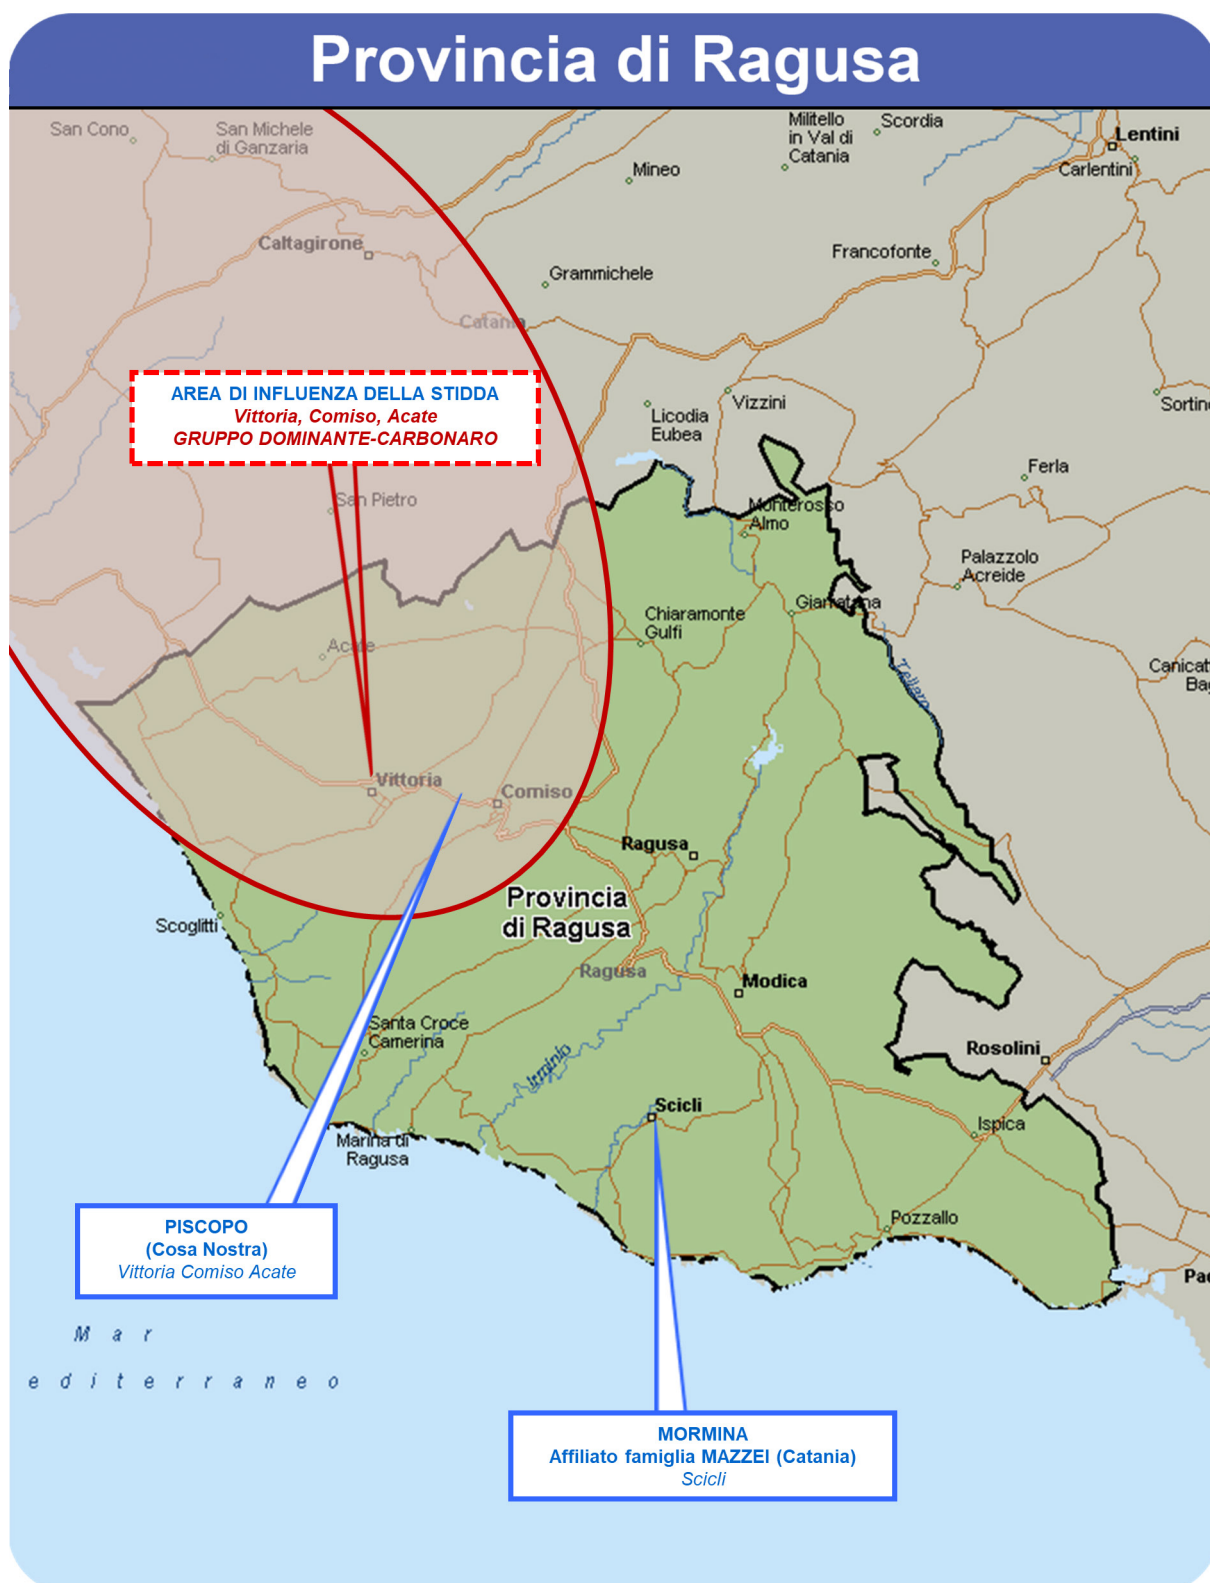 Provincia di Ragusa
San Cono
San Michele
di Ganzaria
Militello
in Val di
Catania
Scordia
Lentini
Carlentini
Mineo
Caltagirone
Francofonte
Grammichele
Catania
AREA DI INFLUENZA DELLA STIDDA
Vittoria, Comiso, Acate
GRUPPO DOMINANTE-CARBONARO
Licodia
Eubea
Vizzini
Sortino
Ferla
San Pietro
Monterosso
Almo
Palazzolo
Acreide
Giarratana
Chiaramonte
Gulfi
Acate
Tellaro
Canicat
Bag
Vittoria
Comiso
Ragusa
Provincia
di Ragusa
Scoglitti
Ragusa
Modica
Santa Croce
Camerina
Rosolini
Irminio
Scicli
Ispica
Marina di
Ragusa
Pozzallo
PISCOPO
(Cosa Nostra)
Vittoria Comiso Acate
Pac
Mar
editerraneo
MORMINA
Affiliato famiglia MAZZEI (Catania)
Scicli